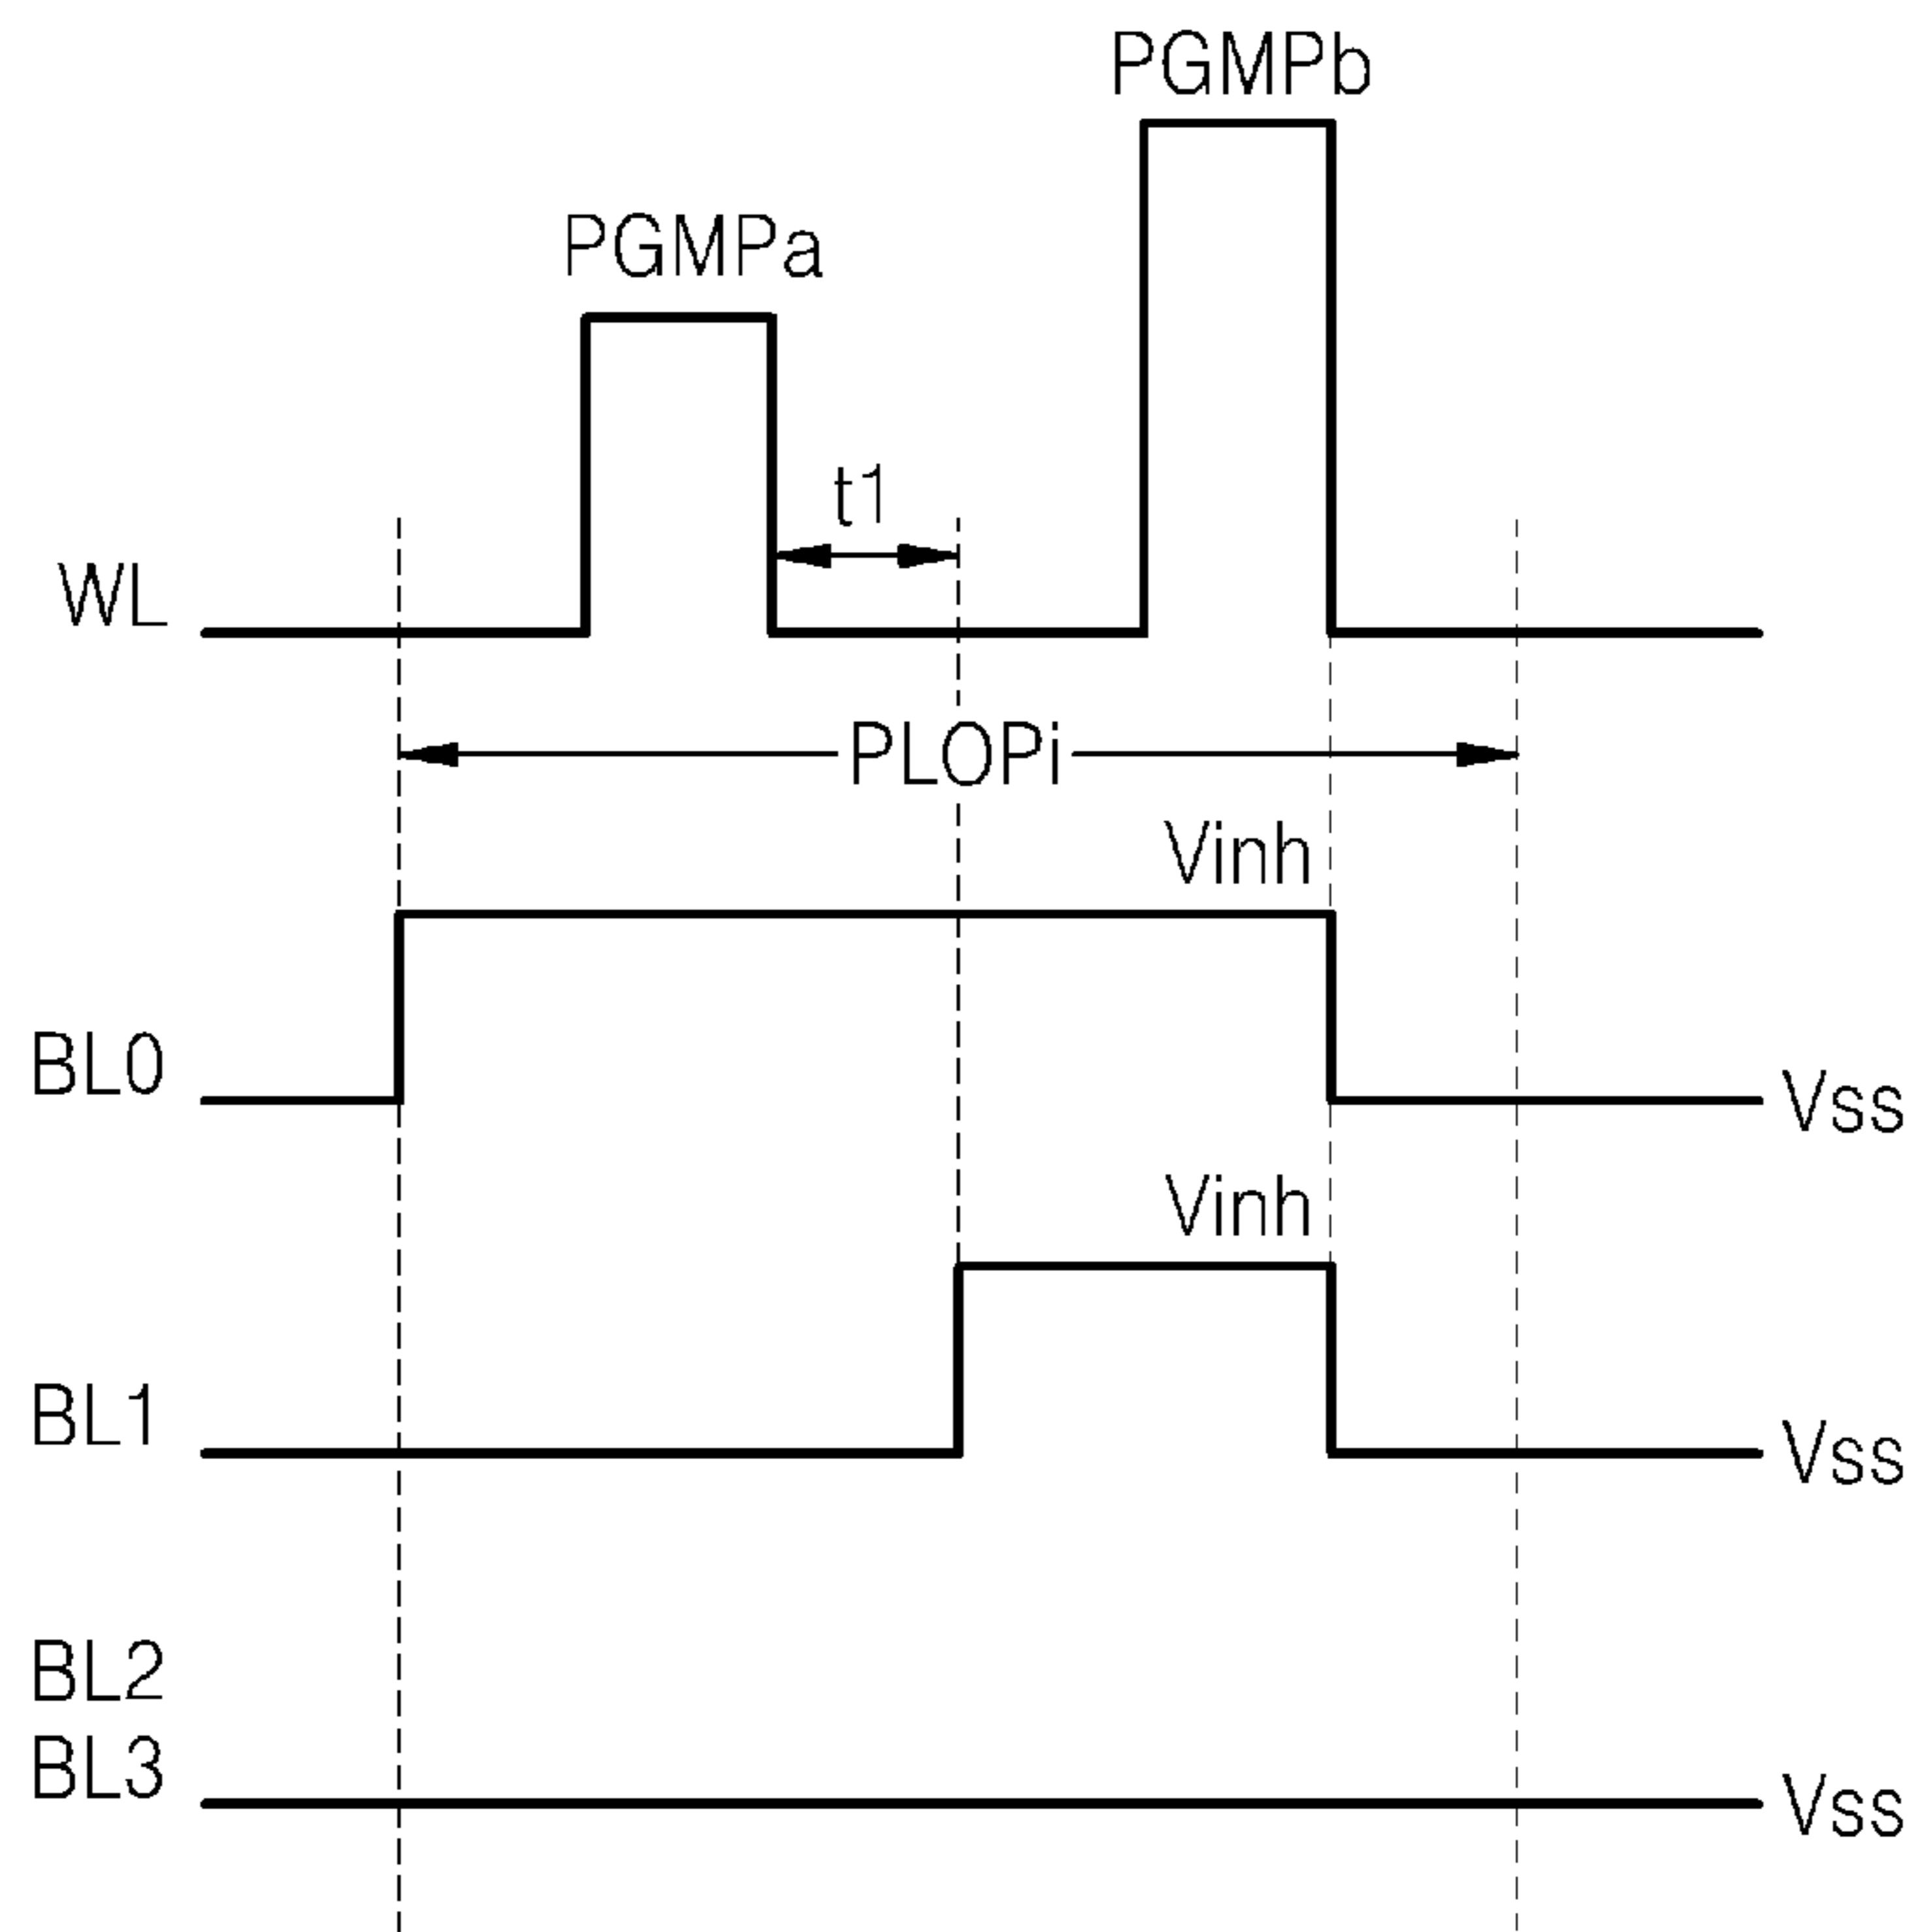 PGMPb
PGMPa
t1
WL
PLOPi
Vinh
BL0
Vss
Vinh
BL1
Vss
BL2
BL3
Vss